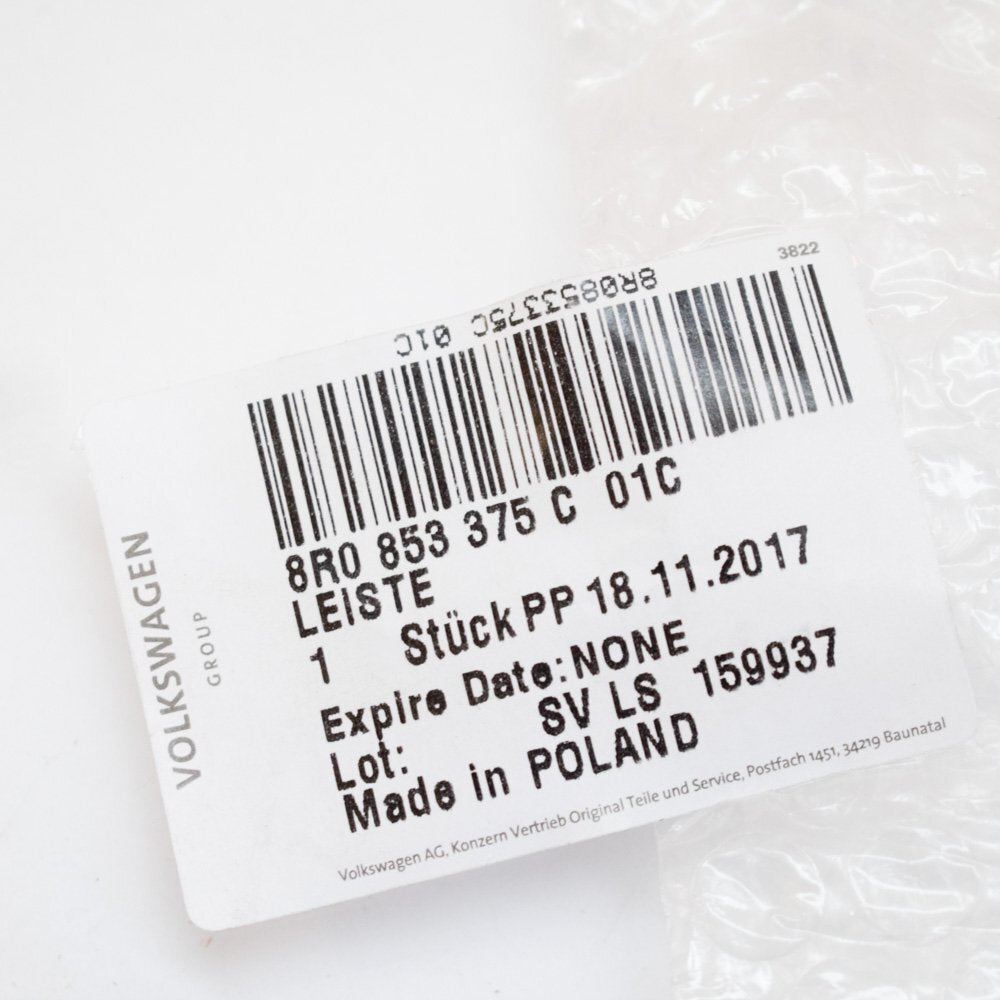 3822
8R0853375C 01C
8R0 853 375 C 01C
LEISTE
1 Stück PP 18.11.2017
Expire Date: NONE
SV LS 159937
Lot:
Made in POLAND
Volkswagen AG, Konzern Vertrieb Original Teile und Service, Postfach 1451, 34219 Baunatal
VOLKSWAGEN
GROUP